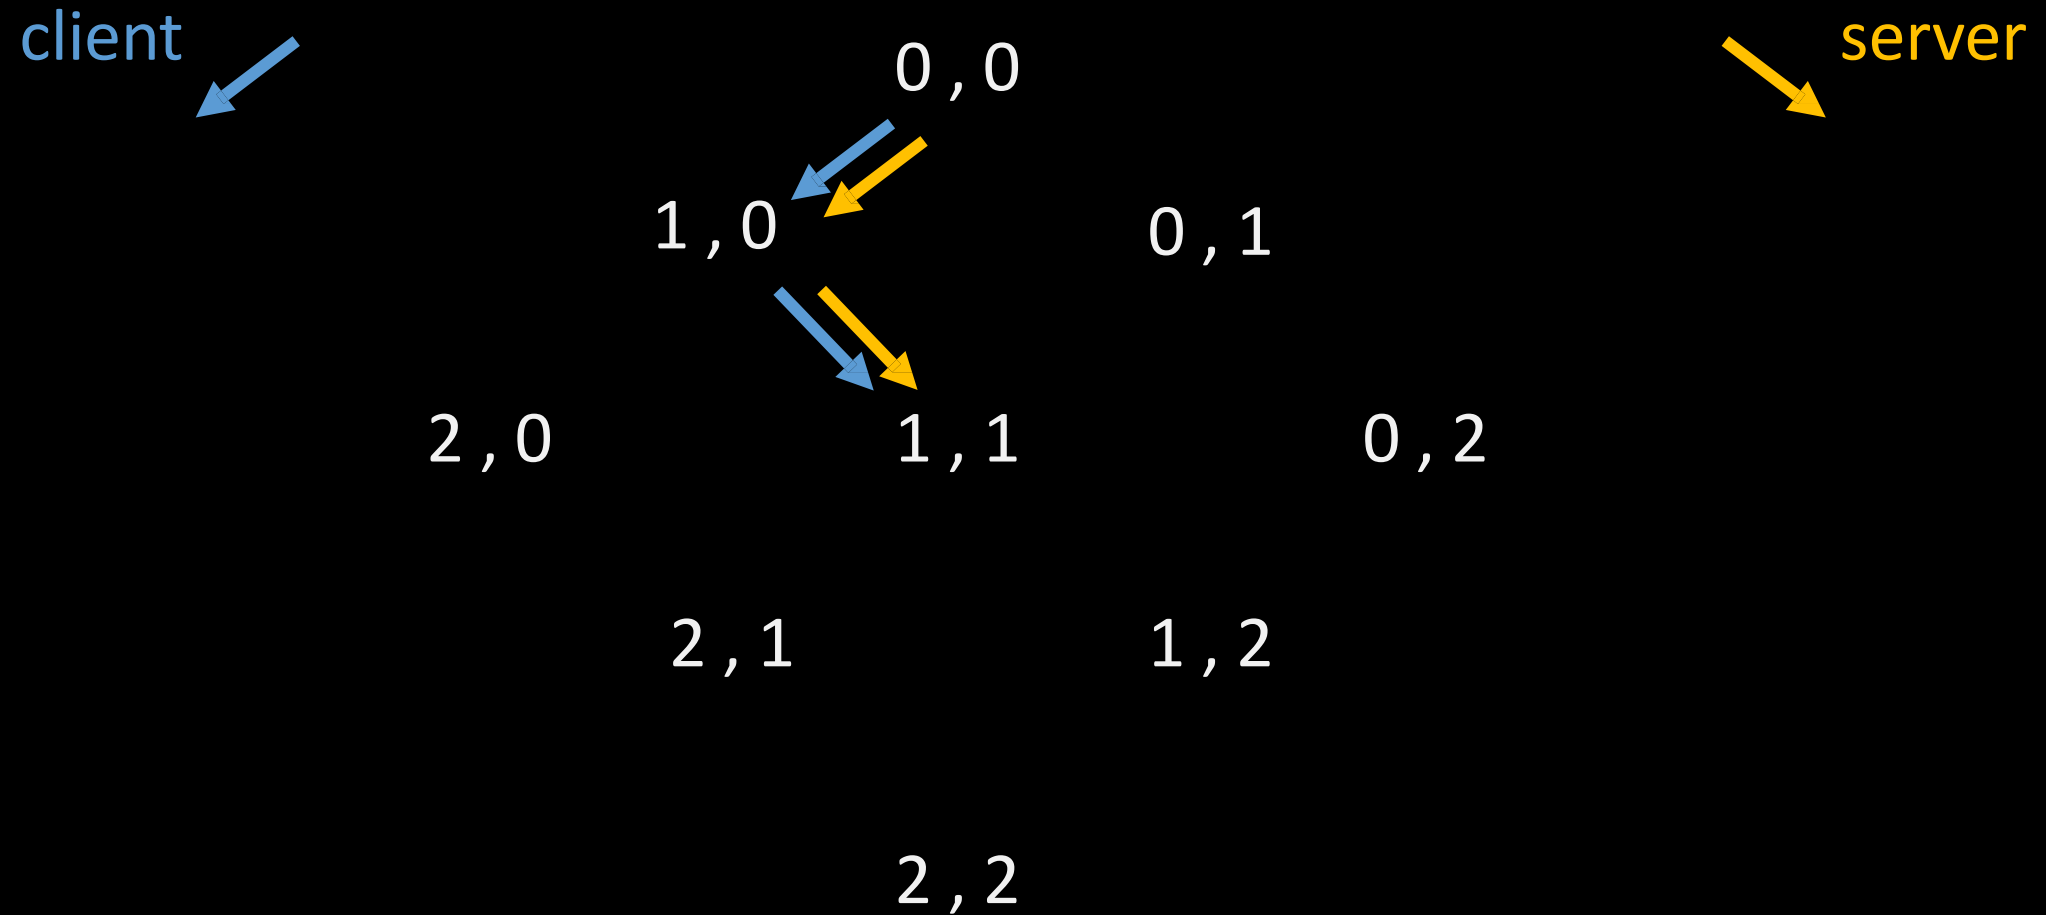 client
server
0 , 0
1 , 0
0 , 1
2 , 0
1 , 1
0 , 2
2 , 1
1 , 2
2 , 2